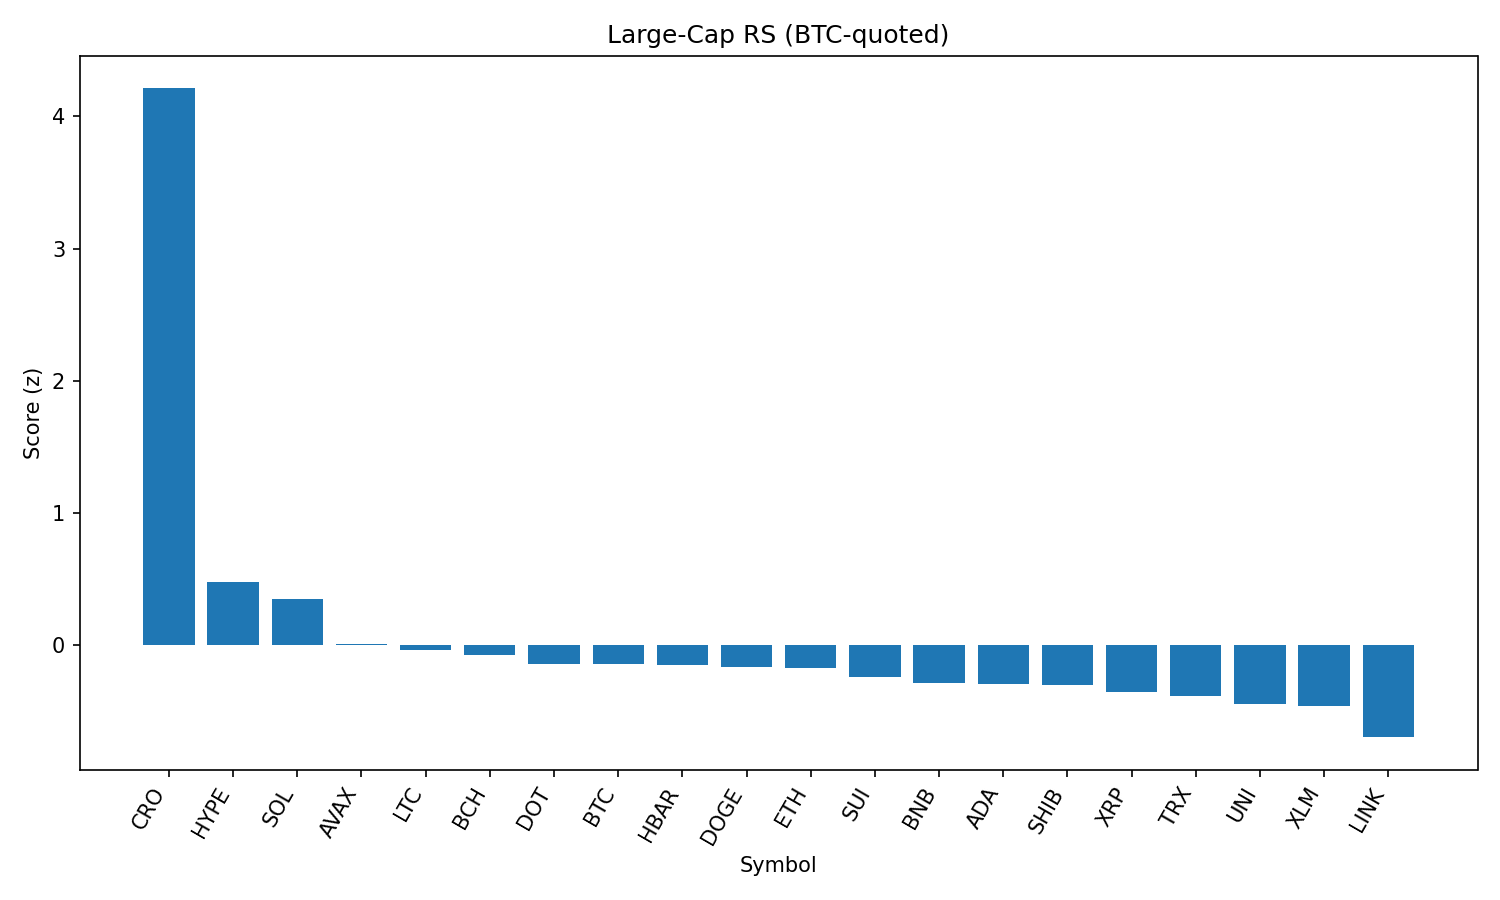 Large-Cap RS (BTC-quoted)
Score (z)
4
3
2
1
0
CRO
HYPE
SOL
AVAX
LTC
BCH
DOT
BTC
HBAR
DOGE
ETH
SUI
BNB
ADA
SHIB
XRP
TRX
UNI
XLM
LINK
Symbol